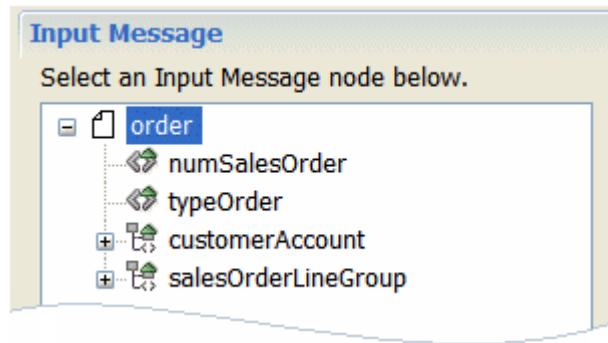 Input Message
Select an Input Message node below.
order
numSalesOrder
typeOrder
customerAccount
salesOrderLineGroup